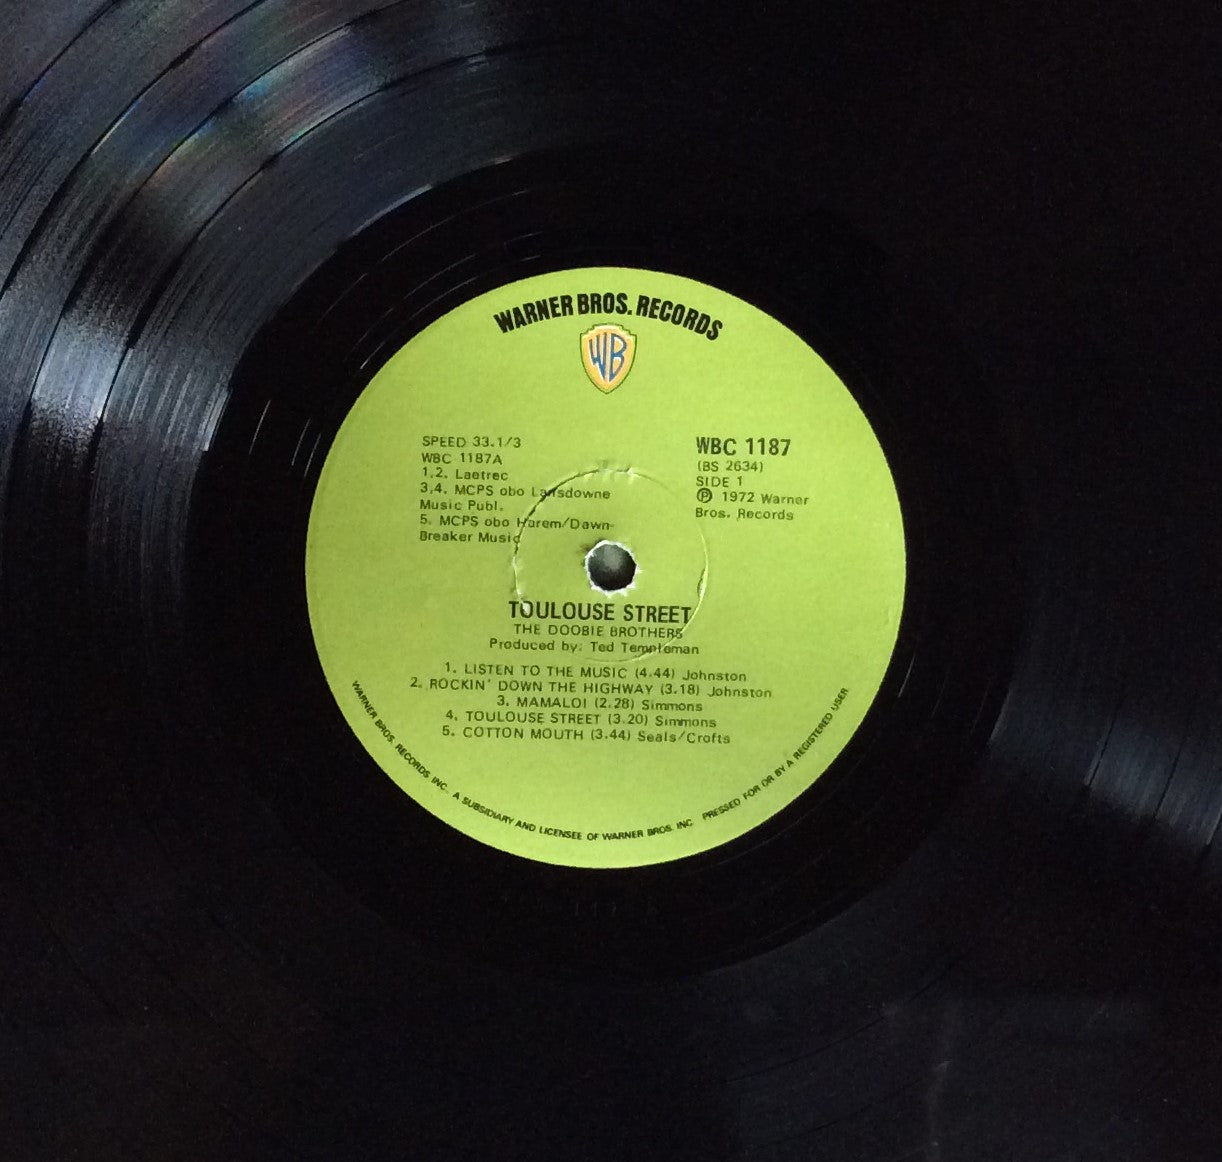 WARNER BROS. RECORDS
WB
SPEED 33.1/3
WBC 1187A
1.2. Laetrec
3.4. MCPS obo Lansdowne
Music Publ.
5. MCPS obo Harem/Dawn-
Breaker Music
WBC 1187
(BS 2634)
SIDE 1
Ⓟ 1972 Warner
Bros. Records
TOULOUSE STREET
THE DOOBIE BROTHERS
Produced by: Ted Templeman
1. LISTEN TO THE MUSIC (4.44) Johnston
2. ROCKIN' DOWN THE HIGHWAY (3.18) Johnston
3. MAMALOI (2.28) Simmons
4. TOULOUSE STREET (3.20) Simmons
5. COTTON MOUTH (3.44) Seals/Crofts
WARNER BROS. RECORDS INC. A SUBSIDIARY AND LICENSEE OF WARNER BROS. INC. PRESSED FOR OR BY A REGISTERED USER